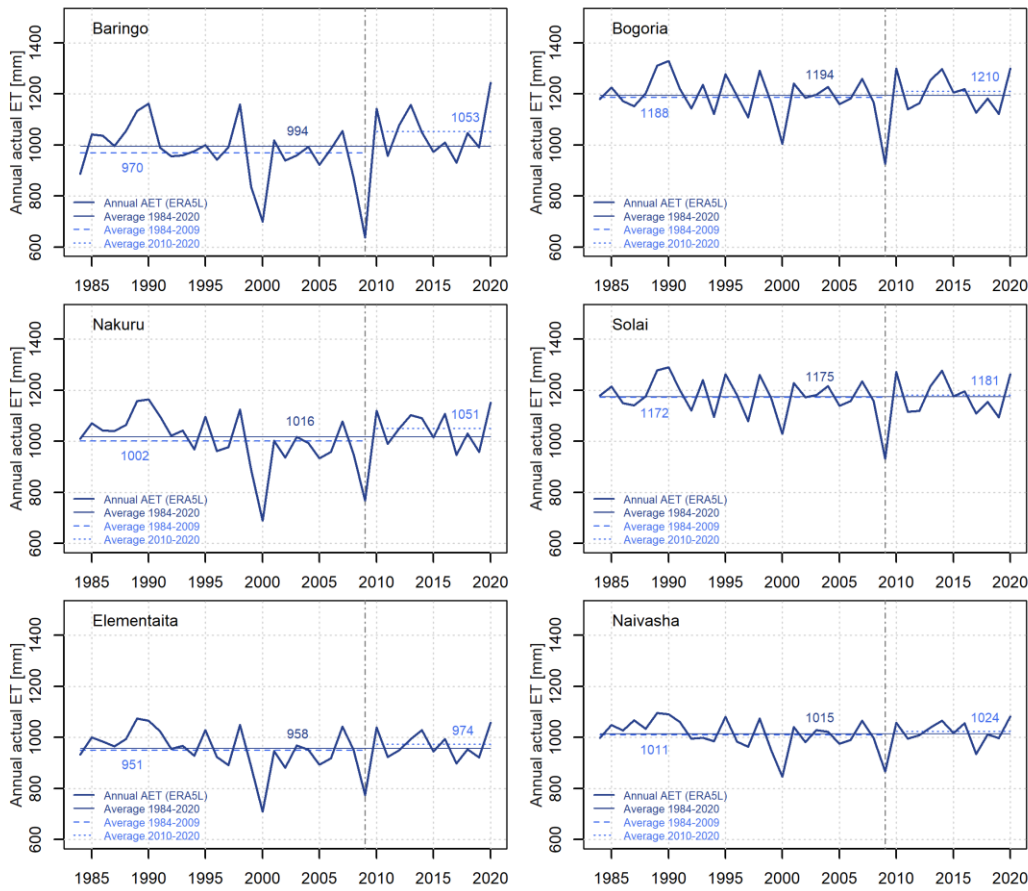 Baringo
Annual actual ET [mm]
1400
1200
1000
800
600
994
1053
970
Annual AET (ERA5L)
Average 1984-2020
Average 1984-2009
Average 2010-2020
1985 1990 1995 2000 2005 2010 2015 2020
Bogoria
Annual actual ET [mm]
1400
1200
1000
800
600
1194
1210
1188
Annual AET (ERA5L)
Average 1984-2020
Average 1984-2009
Average 2010-2020
1985 1990 1995 2000 2005 2010 2015 2020
Nakuru
Annual actual ET [mm]
1400
1200
1000
800
600
1016
1051
1002
Annual AET (ERA5L)
Average 1984-2020
Average 1984-2009
Average 2010-2020
1985 1990 1995 2000 2005 2010 2015 2020
Solai
Annual actual ET [mm]
1400
1200
1000
800
600
1175
1181
1172
Annual AET (ERA5L)
Average 1984-2020
Average 1984-2009
Average 2010-2020
1985 1990 1995 2000 2005 2010 2015 2020
Elementaita
Annual actual ET [mm]
1400
1200
1000
800
600
958
974
951
Annual AET (ERA5L)
Average 1984-2020
Average 1984-2009
Average 2010-2020
1985 1990 1995 2000 2005 2010 2015 2020
Naivasha
Annual actual ET [mm]
1400
1200
1000
800
600
1015
1024
1011
Annual AET (ERA5L)
Average 1984-2020
Average 1984-2009
Average 2010-2020
1985 1990 1995 2000 2005 2010 2015 2020